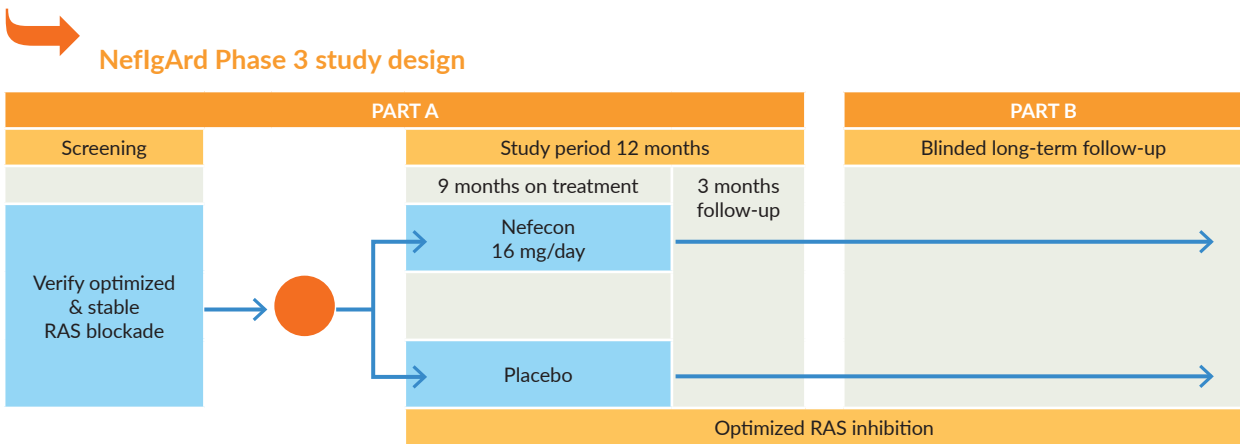 NefIgArd Phase 3 study design
PART A
PART B
Screening
Study period 12 months
Blinded long-term follow-up
9 months on treatment
3 months
follow-up
Nefecon
16 mg/day
Verify optimized
& stable
RAS blockade
Placebo
Optimized RAS inhibition